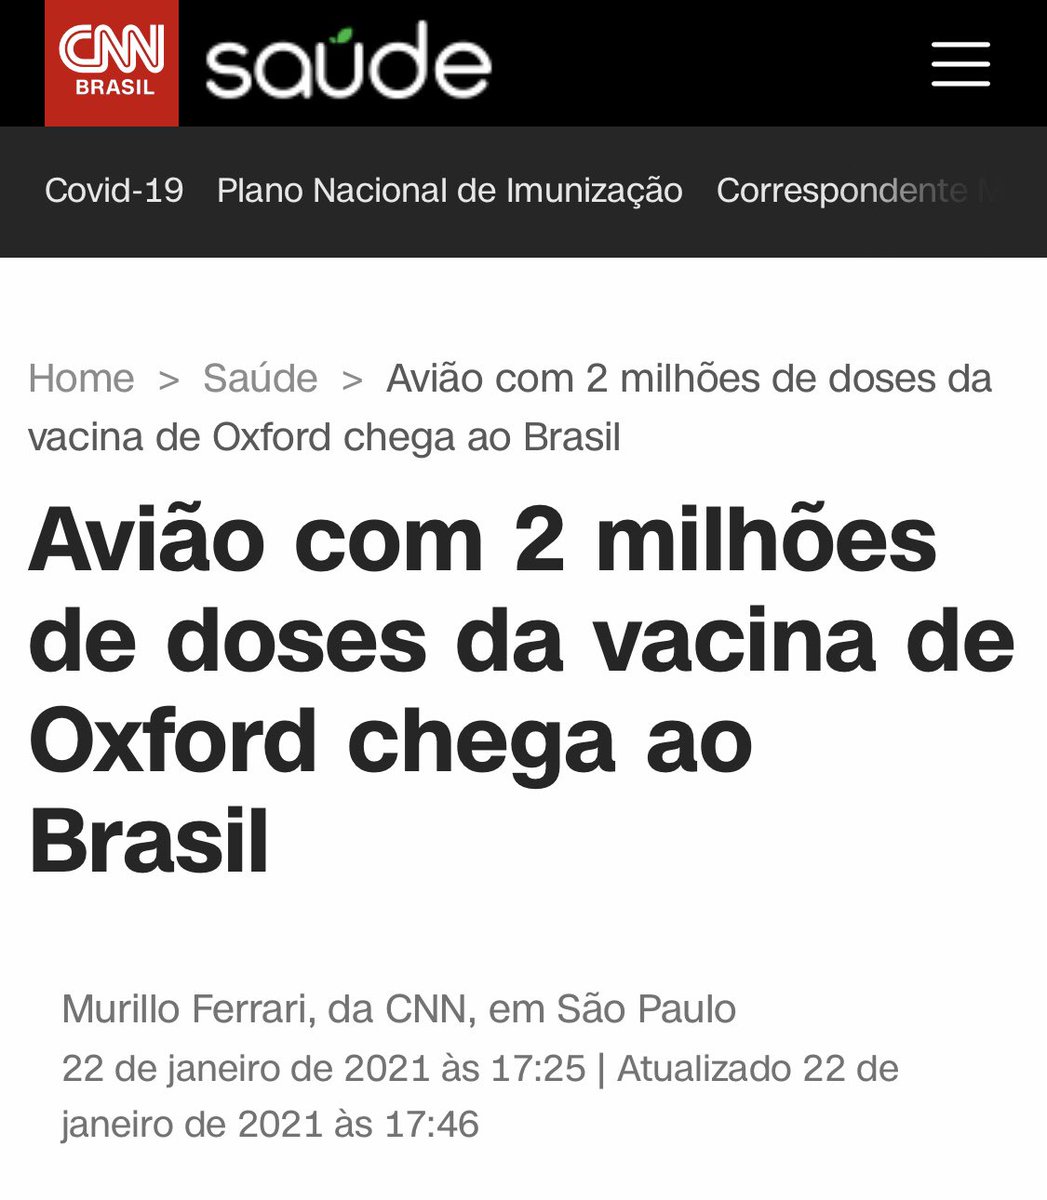 CNN
BRASIL
saúde
Covid-19 Plano Nacional de Imunização Correspondente
Home > Saúde > Avião com 2 milhões de doses da
vacina de Oxford chega ao Brasil
Avião com 2 milhões
de doses da vacina de
Oxford chega ao
Brasil
Murillo Ferrari, da CNN, em São Paulo
22 de janeiro de 2021 às 17:25 | Atualizado 22 de
janeiro de 2021 às 17:46